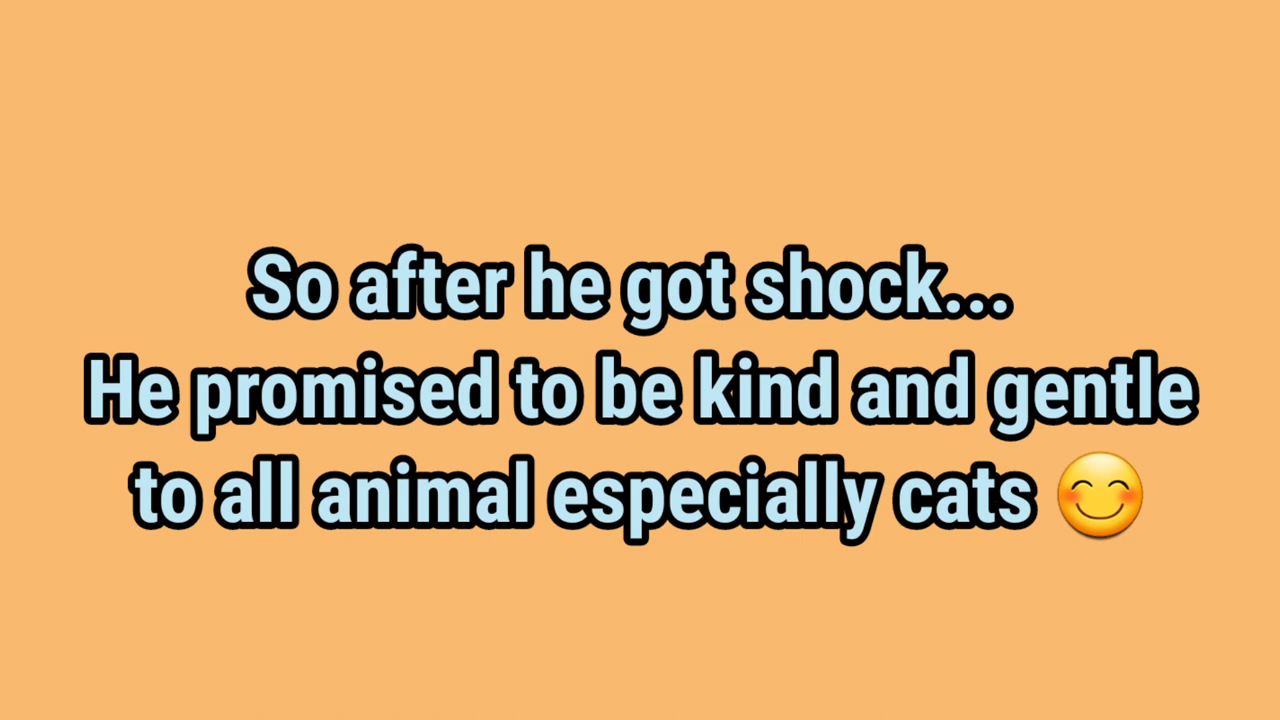 So after he got shock...
He promised to be kind and gentle
to all animal especially cats 😊